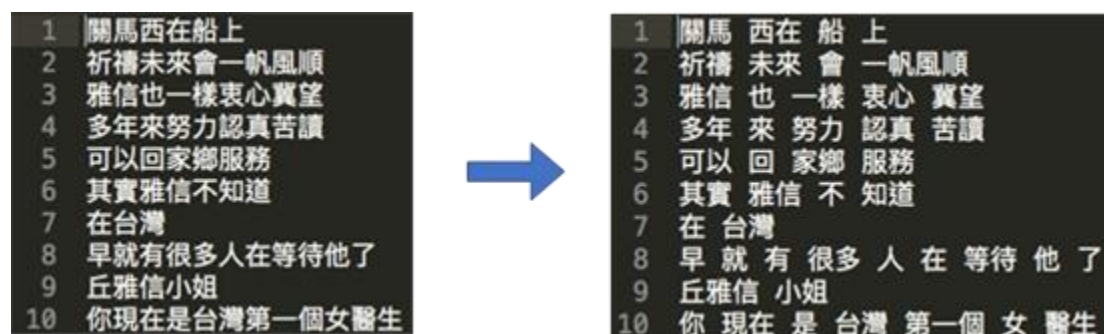 1 關馬西在船上
2 祈禱未來會一帆風順
3 雅信也一樣衷心冀望
4 多年來努力認真苦讀
5 可以回家鄉服務
6 其實雅信不知道
7 在台灣
8 早就有很多人在等待他了
9 丘雅信小姐
10 你現在是台灣第一個女醫生
1 關馬 西在 船 上
2 祈禱 未來 會 一帆風順
3 雅信 也 一樣 衷心 冀望
4 多年 來 努力 認真 苦讀
5 可以 回 家鄉 服務
6 其實 雅信 不 知道
7 在 台灣
8 早 就 有 很多 人 在 等待 他 了
9 丘雅信 小姐
10 你 現在 是 台灣 第一個 女 醫生